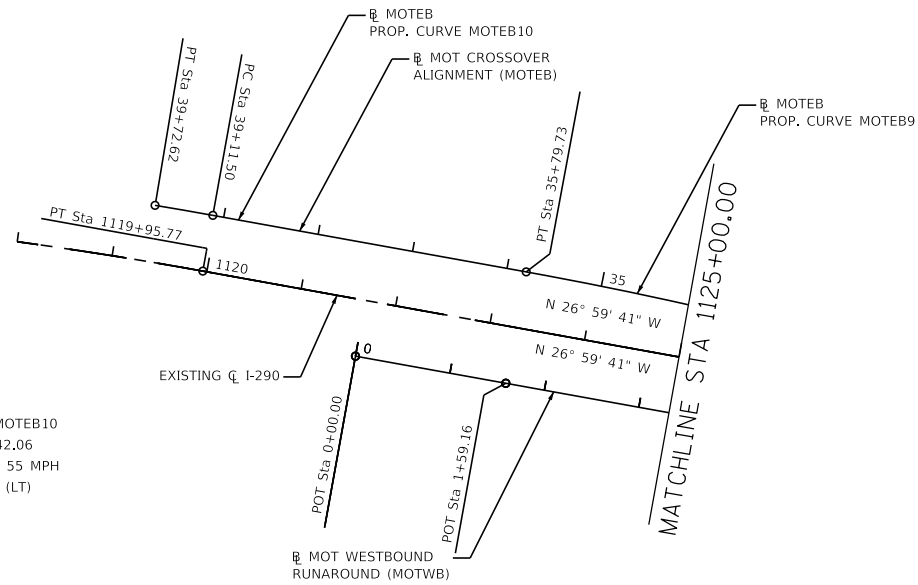 ℄ MOTEB
PROP. CURVE MOTEB10
℄ MOT CROSSOVER
ALIGNMENT (MOTEB)
℄ MOTEB
PROP. CURVE MOTEB9
PT Sta 39+72.62
PC Sta 39+11.50
PT Sta 35+79.73
PT Sta 1119+95.77
1120
35
N 26° 59' 41" W
N 26° 59' 41" W
0
EXISTING ℄ I-290
MATCHLINE STA 1125+00.00
POT Sta 0+00.00
POT Sta 1+59.16
MOTEB10
42.06
55 MPH
(LT)
℄ MOT WESTBOUND
RUNAROUND (MOTWB)